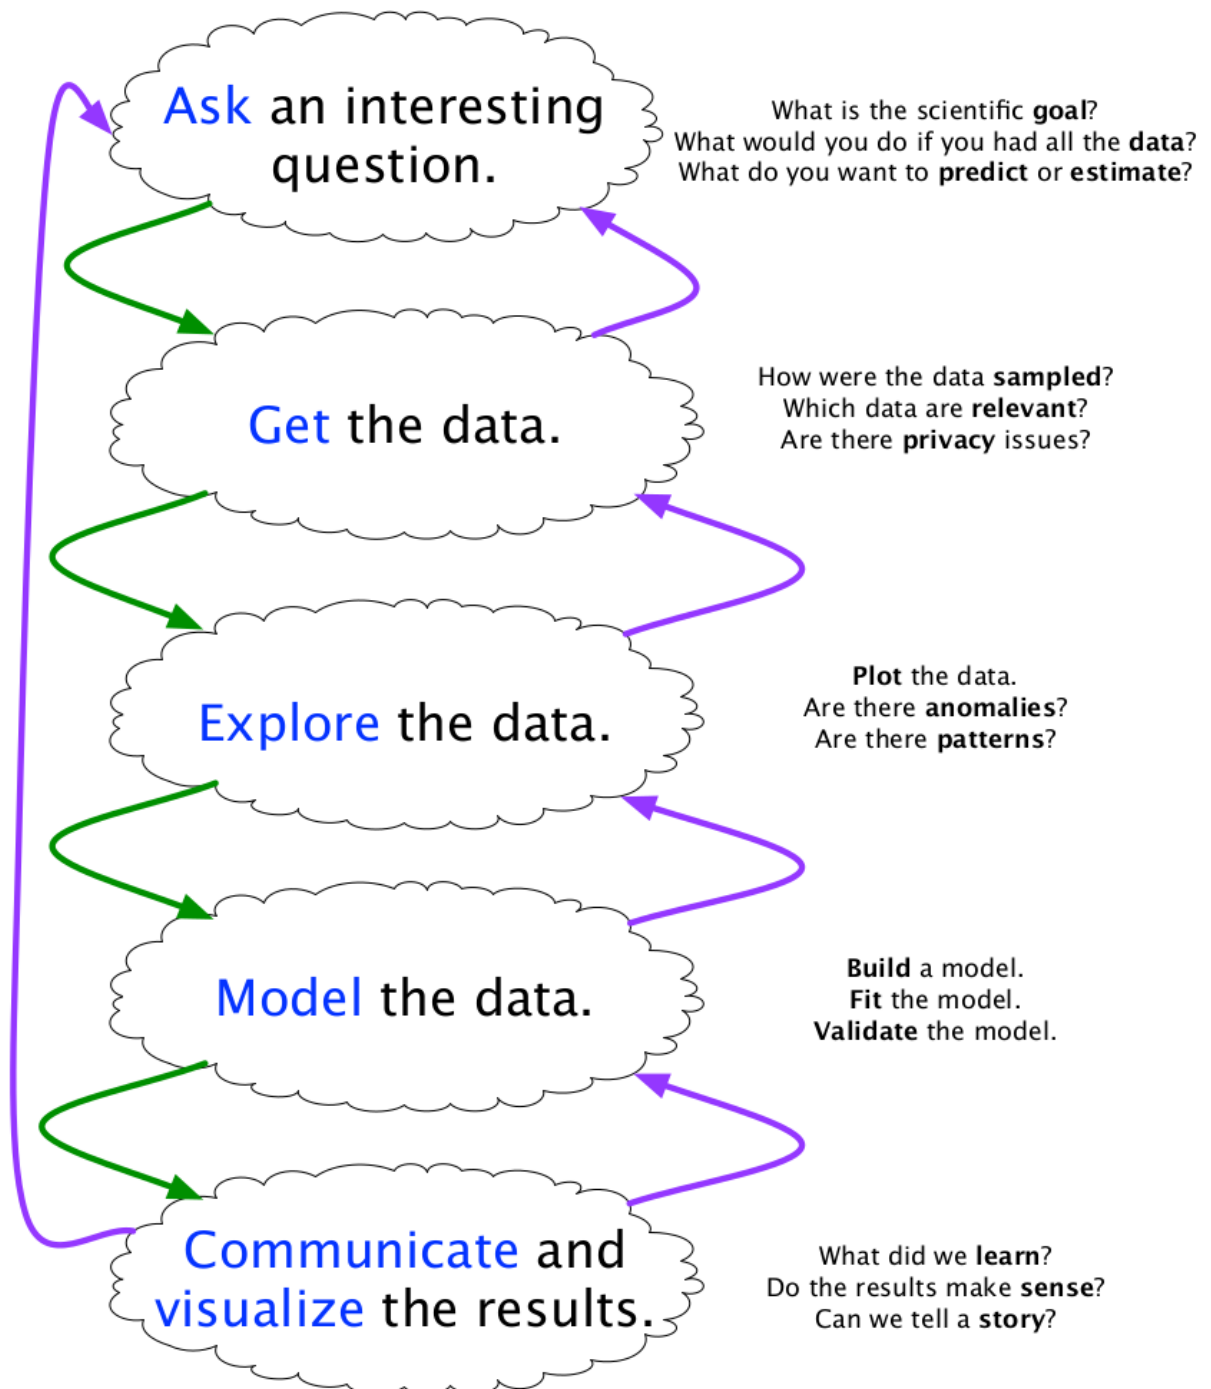 Ask an interesting
question.
What is the scientific goal?
What would you do if you had all the data?
What do you want to predict or estimate?
Get the data.
How were the data sampled?
Which data are relevant?
Are there privacy issues?
Explore the data.
Plot the data.
Are there anomalies?
Are there patterns?
Model the data.
Build a model.
Fit the model.
Validate the model.
Communicate and
visualize the results.
What did we learn?
Do the results make sense?
Can we tell a story?